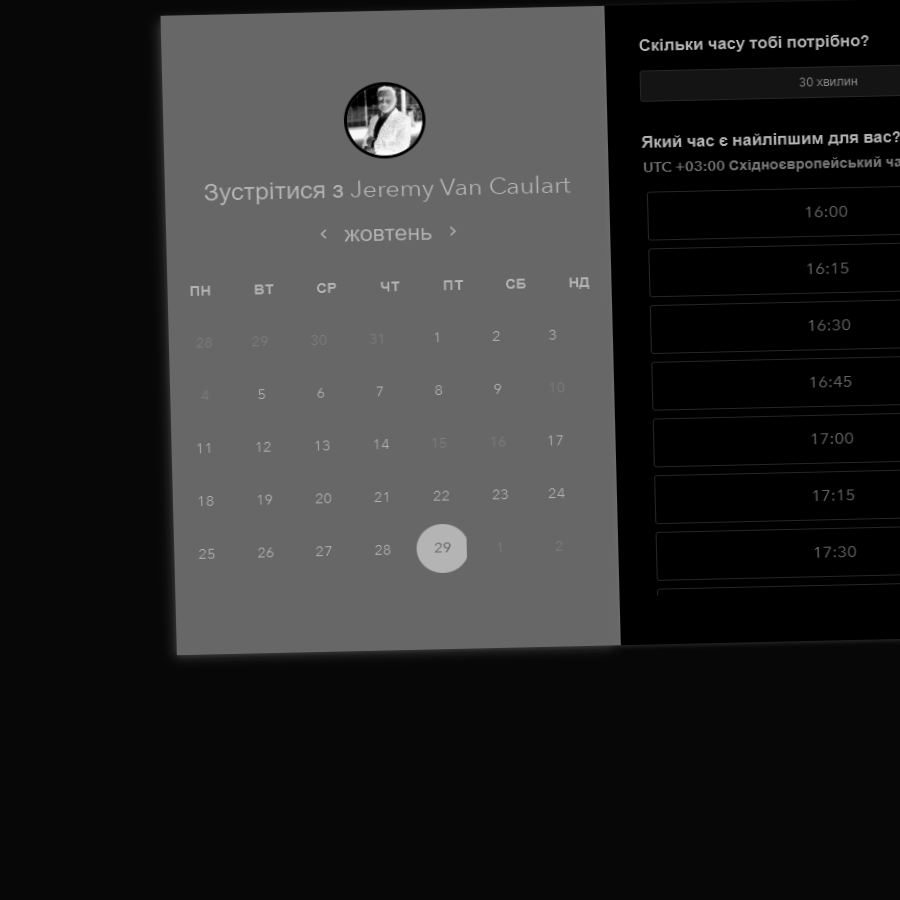 Зустрітися з Jeremy Van Caulart
‹ жовтень ›
ПН ВТ СР ЧТ ПТ СБ НД
28 29 30 31 1 2 3
4 5 6 7 8 9 10
11 12 13 14 15 16 17
18 19 20 21 22 23 24
25 26 27 28 29 1 2
Скільки часу тобі потрібно?
30 хвилин
Який час є найліпшим для вас?
UTC +03:00 Східноєвропейський ча
16:00
16:15
16:30
16:45
17:00
17:15
17:30